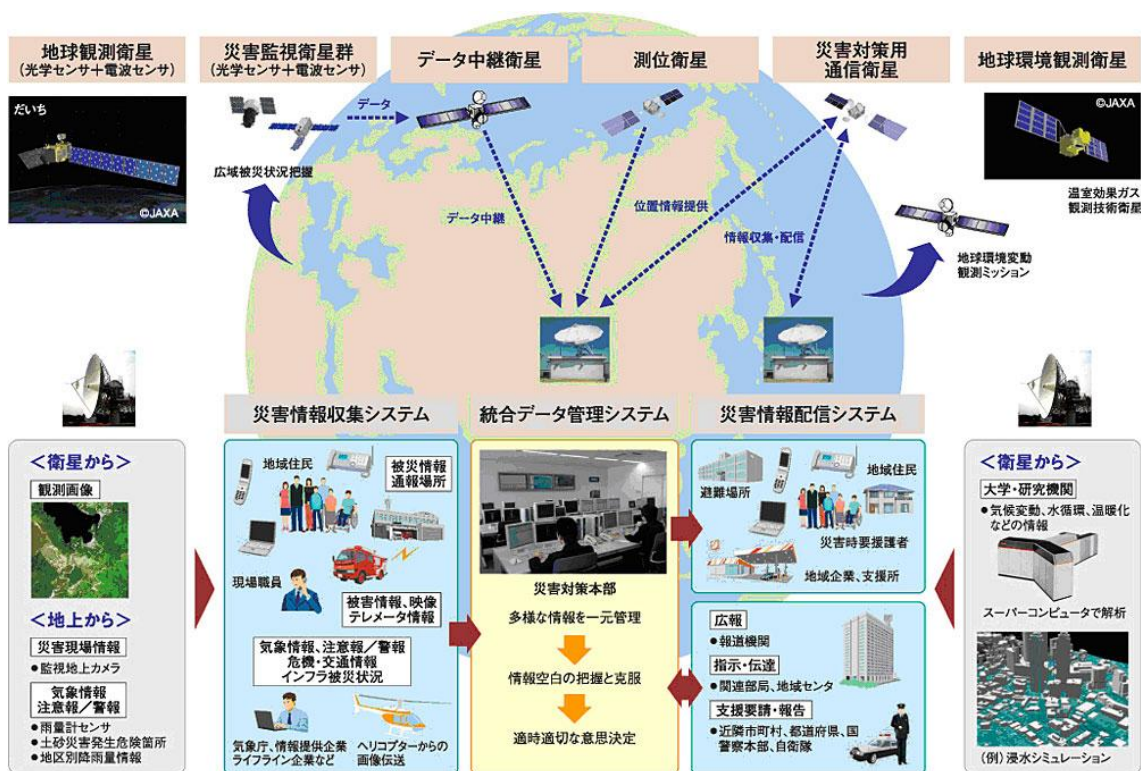 地球観測衛星
(光学センサ+電波センサ)
災害監視衛星群
(光学センサ+電波センサ)
データ中継衛星
測位衛星
災害対策用
通信衛星
地球環境観測衛星
だいち
©JAXA
データ
広域被災状況把握
データ中継
位置情報提供
情報収集・配信
©JAXA
温室効果ガス
観測技術衛星
地球環境変動
観測ミッション
災害情報収集システム
統合データ管理システム
災害情報配信システム
<衛星から>
観測画像
<地上から>
災害現場情報
●監視地上カメラ
気象情報
注意報/警報
●雨量計センサ
●土砂災害発生危険箇所
●地区別降雨量情報
地域住民
被災情報
通報場所
現場職員
被害情報、映像
テレメータ情報
気象情報、注意報/警報
危機・交通情報
インフラ被災状況
気象庁、情報提供企業
ライフライン企業など
ヘリコプターからの
画像伝送
災害対策本部
多様な情報を一元管理
情報空白の把握と克服
適時適切な意思決定
避難場所
地域住民
災害時要援護者
地域企業、支援所
広報
●報道機関
指示・伝達
●関連部局、地域センタ
支援要請・報告
●近隣市町村、都道府県、国
警察本部、自衛隊
<衛星から>
大学・研究機関
●気候変動、水循環、温暖化
などの情報
スーパーコンピュータで解析
(例)浸水シミュレーション